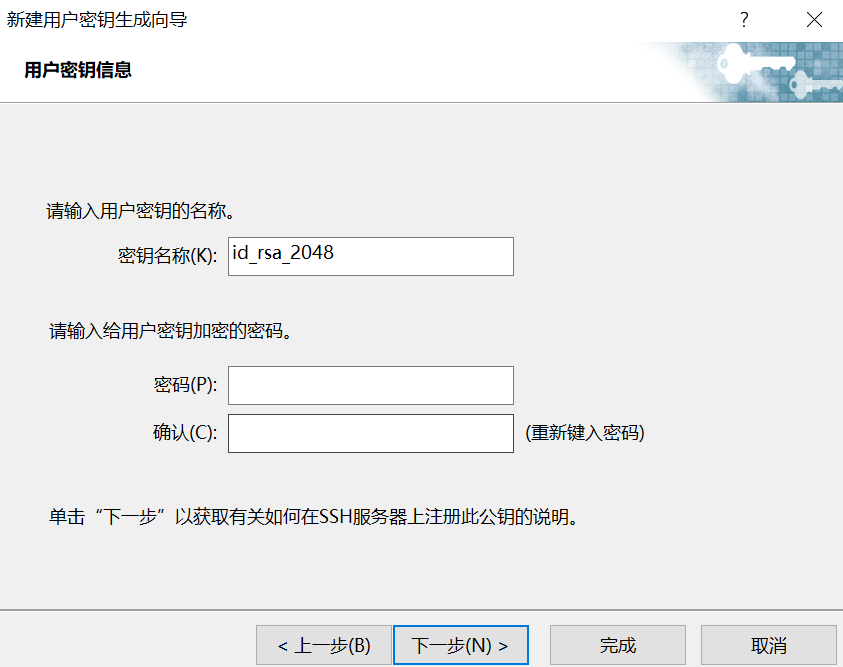 新建用户密钥生成向导
?
用户密钥信息
请输入用户密钥的名称。
密钥名称(K): id_rsa_2048
请输入给用户密钥加密的密码。
密码(P):
确认(C): (重新键入密码)
单击“下一步”以获取有关如何在SSH服务器上注册此公钥的说明。
< 上一步(B) 下一步(N) > 完成 取消